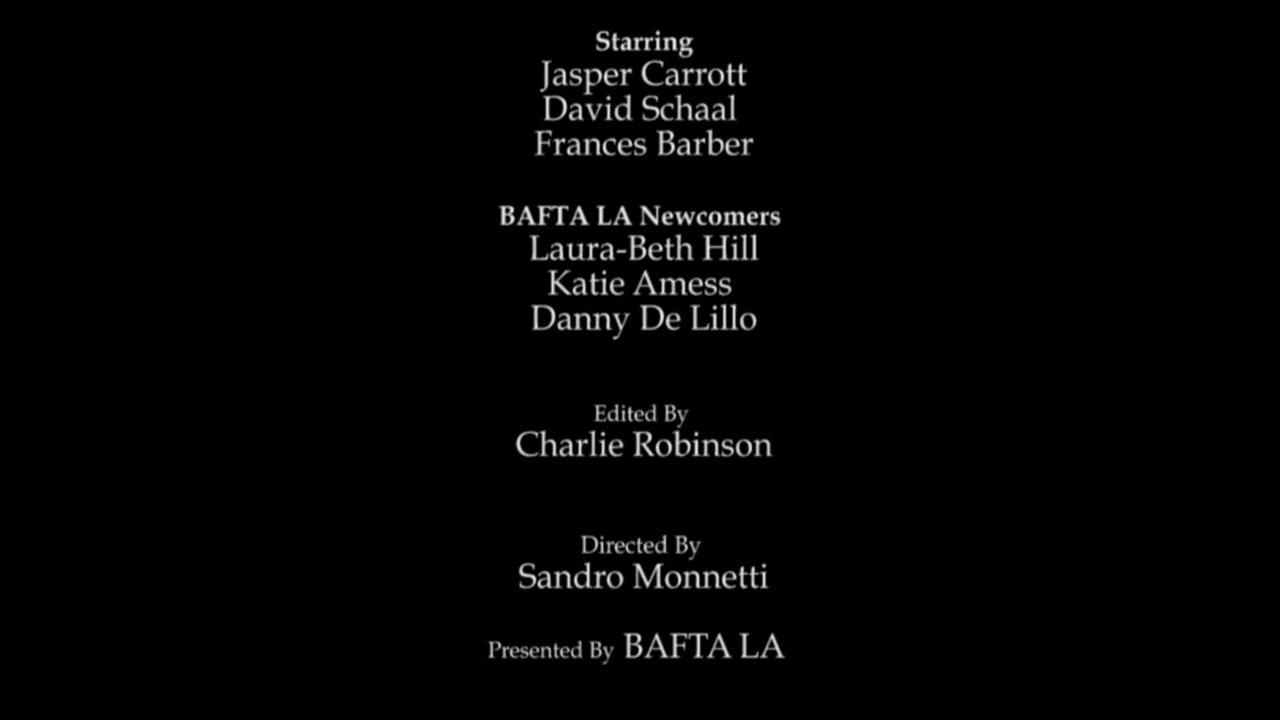 Starring
Jasper Carrott
David Schaal
Frances Barber
BAFTA LA Newcomers
Laura-Beth Hill
Katie Amess
Danny De Lillo
Edited By
Charlie Robinson
Directed By
Sandro Monnetti
Presented By BAFTA LA